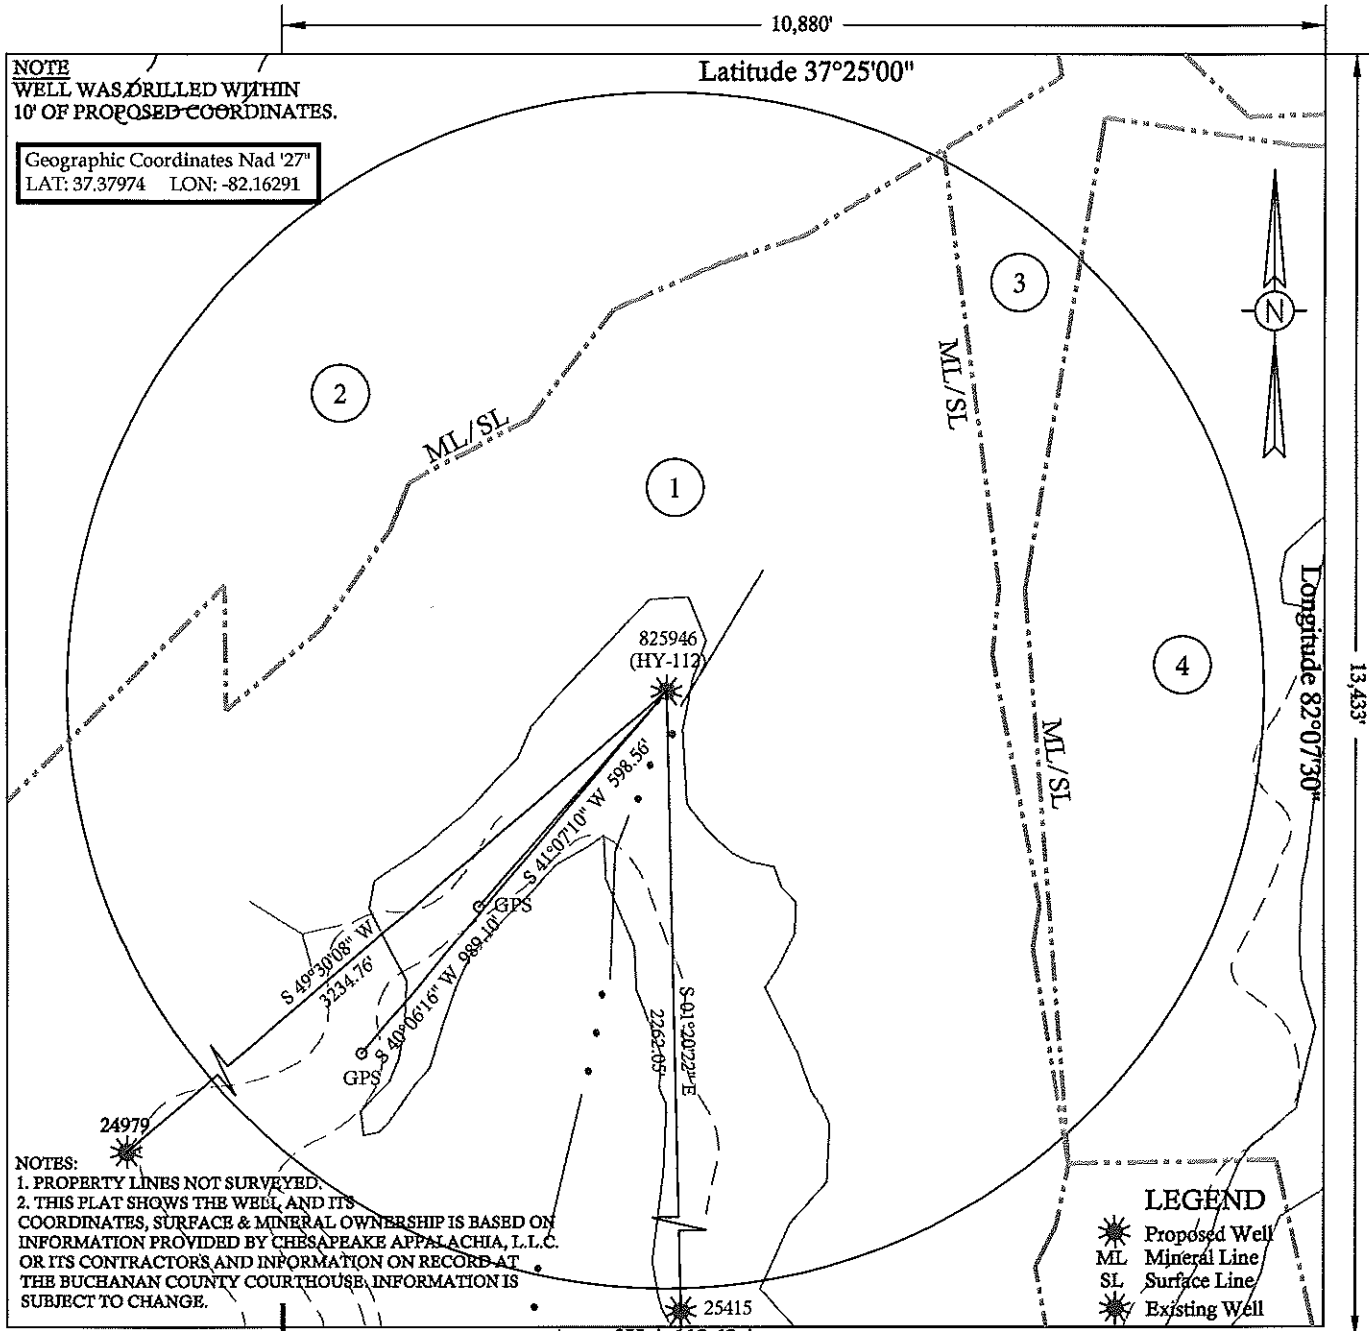 10,880'
NOTE
WELL WAS DRILLED WITHIN
10' OF PROPOSED COORDINATES.
Latitude 37°25'00"
Geographic Coordinates Nad '27"
LAT: 37.37974 LON: -82.16291
3
N
2
ML/SL
ML/SL
1
Longitude 82°07'30"
13,433'
825946
(HY-112)
4
ML/SL
S 41°07'10" W 598.56'
GPS
S 49°30'08" W
3234.76'
S 40°06'16" W 989.10'
GPS
S 01°20'22" E
2262.05'
24979
NOTES:
1. PROPERTY LINES NOT SURVEYED.
2. THIS PLAT SHOWS THE WELL AND ITS
COORDINATES, SURFACE & MINERAL OWNERSHIP IS BASED ON
INFORMATION PROVIDED BY CHESAPEAKE APPALACHIA, L.L.C.
OR ITS CONTRACTORS AND INFORMATION ON RECORD AT
THE BUCHANAN COUNTY COURTHOUSE. INFORMATION IS
SUBJECT TO CHANGE.
25415
LEGEND
Proposed Well
ML Mineral Line
SL Surface Line
Existing Well